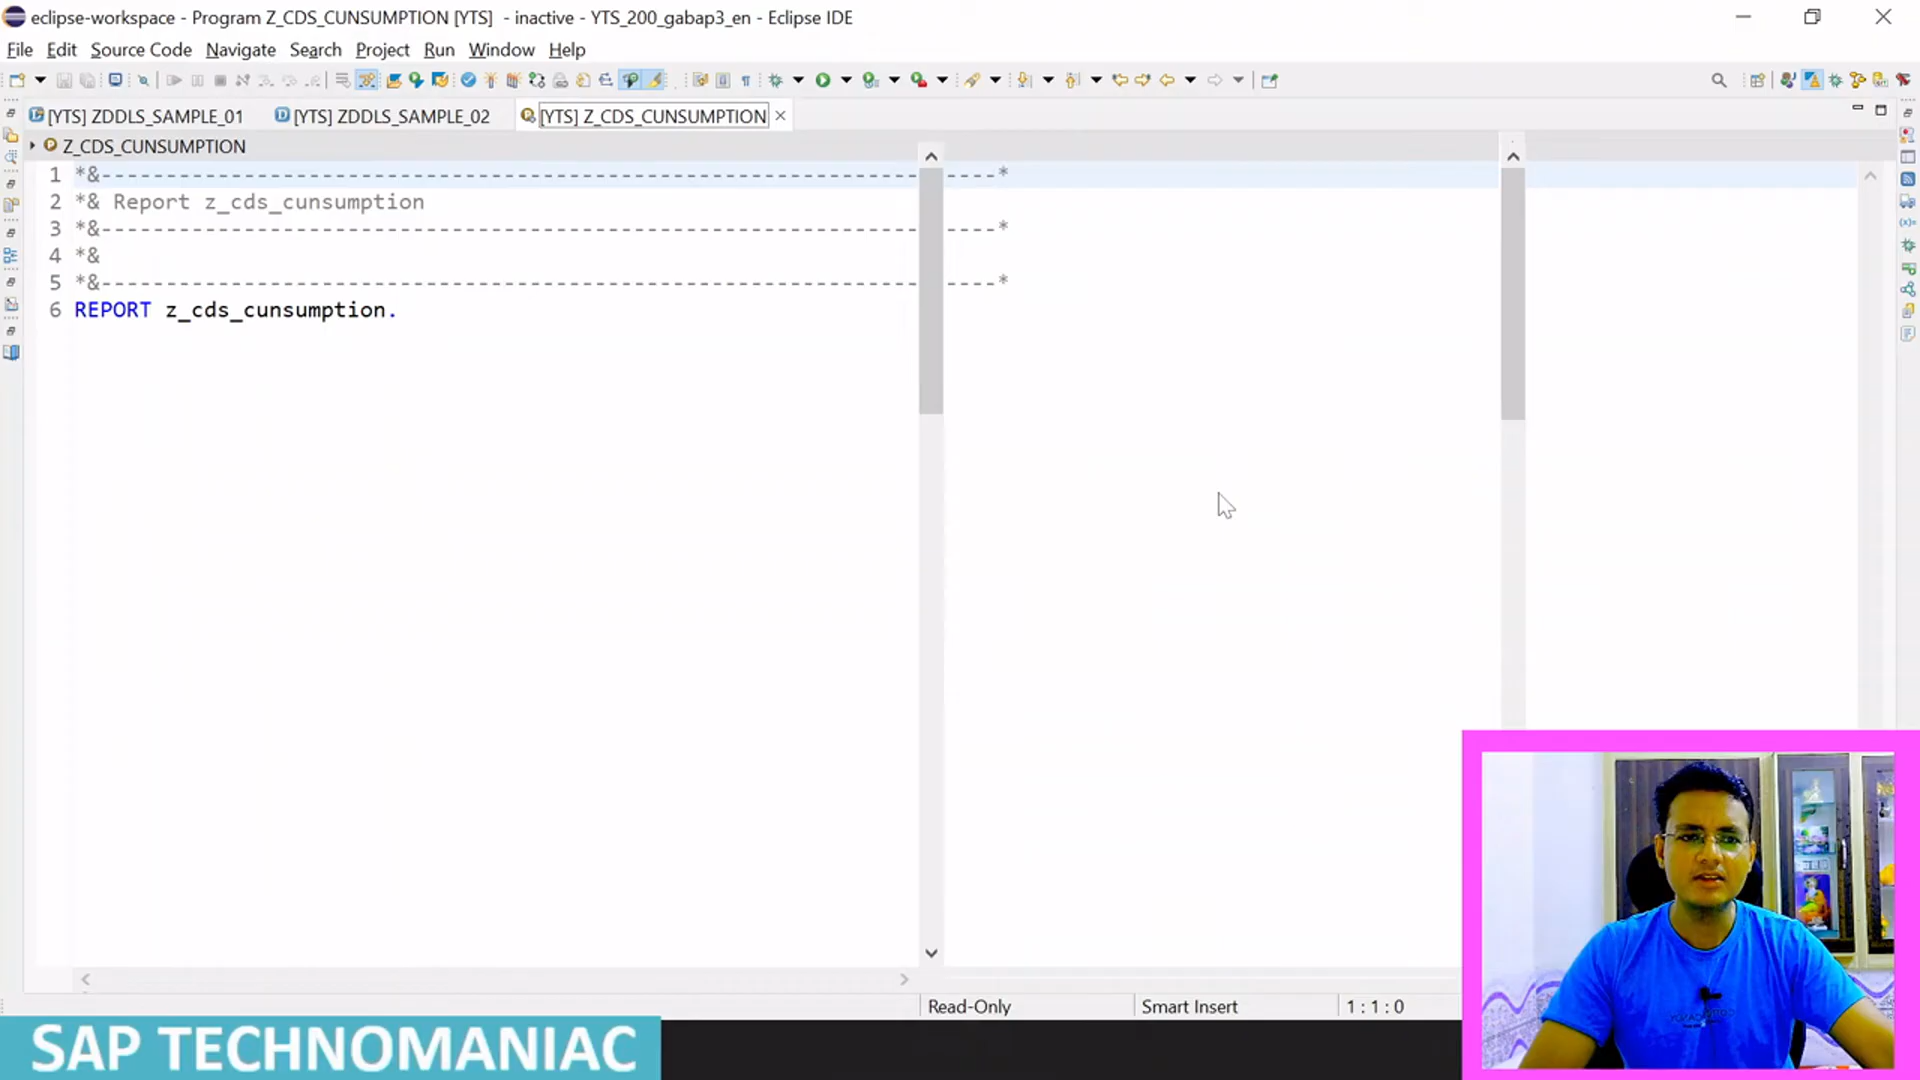 eclipse-workspace - Program Z_CDS_CUNSUMPTION [YTS]  - inactive - YTS_200_gabap3_en - Eclipse IDE
File Edit Source Code Navigate Search Project Run Window Help
[YTS] ZDDLS_SAMPLE_01 [YTS] ZDDLS_SAMPLE_02 [YTS] Z_CDS_CUNSUMPTION
Z_CDS_CUNSUMPTION
1 *&---------------------------------------------------------------------*
2 *& Report z_cds_cunsumption
3 *&---------------------------------------------------------------------*
4 *&
5 *&---------------------------------------------------------------------*
6 REPORT z_cds_cunsumption.
Read-Only Smart Insert 1 : 1 : 0
SAP TECHNOMANIAC